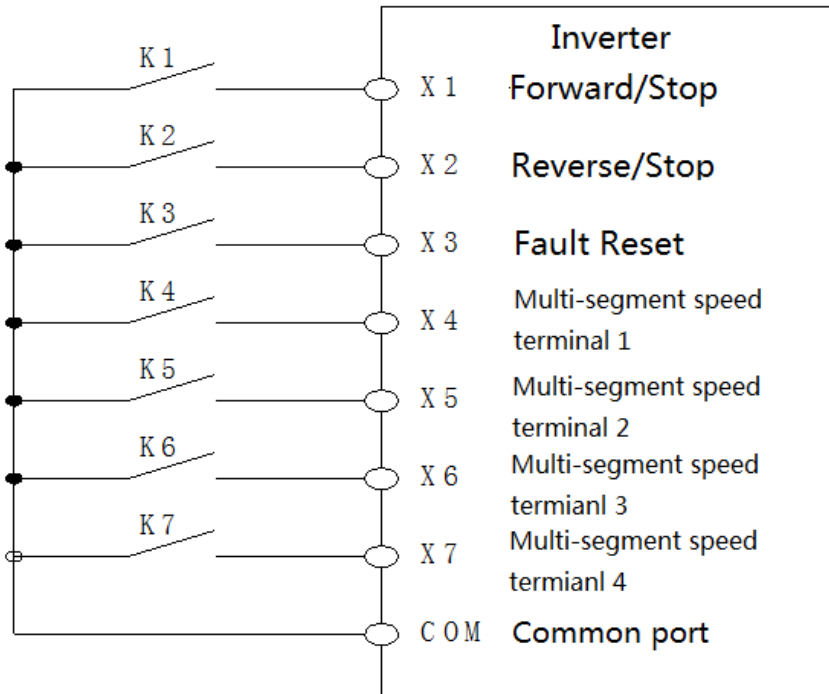 Inverter
K1
X1 Forward/Stop
K2
X2 Reverse/Stop
K3
X3 Fault Reset
K4
X4 Multi-segment speed
terminal 1
K5
X5 Multi-segment speed
terminal 2
K6
X6 Multi-segment speed
termianl 3
K7
X7 Multi-segment speed
termianl 4
COM Common port